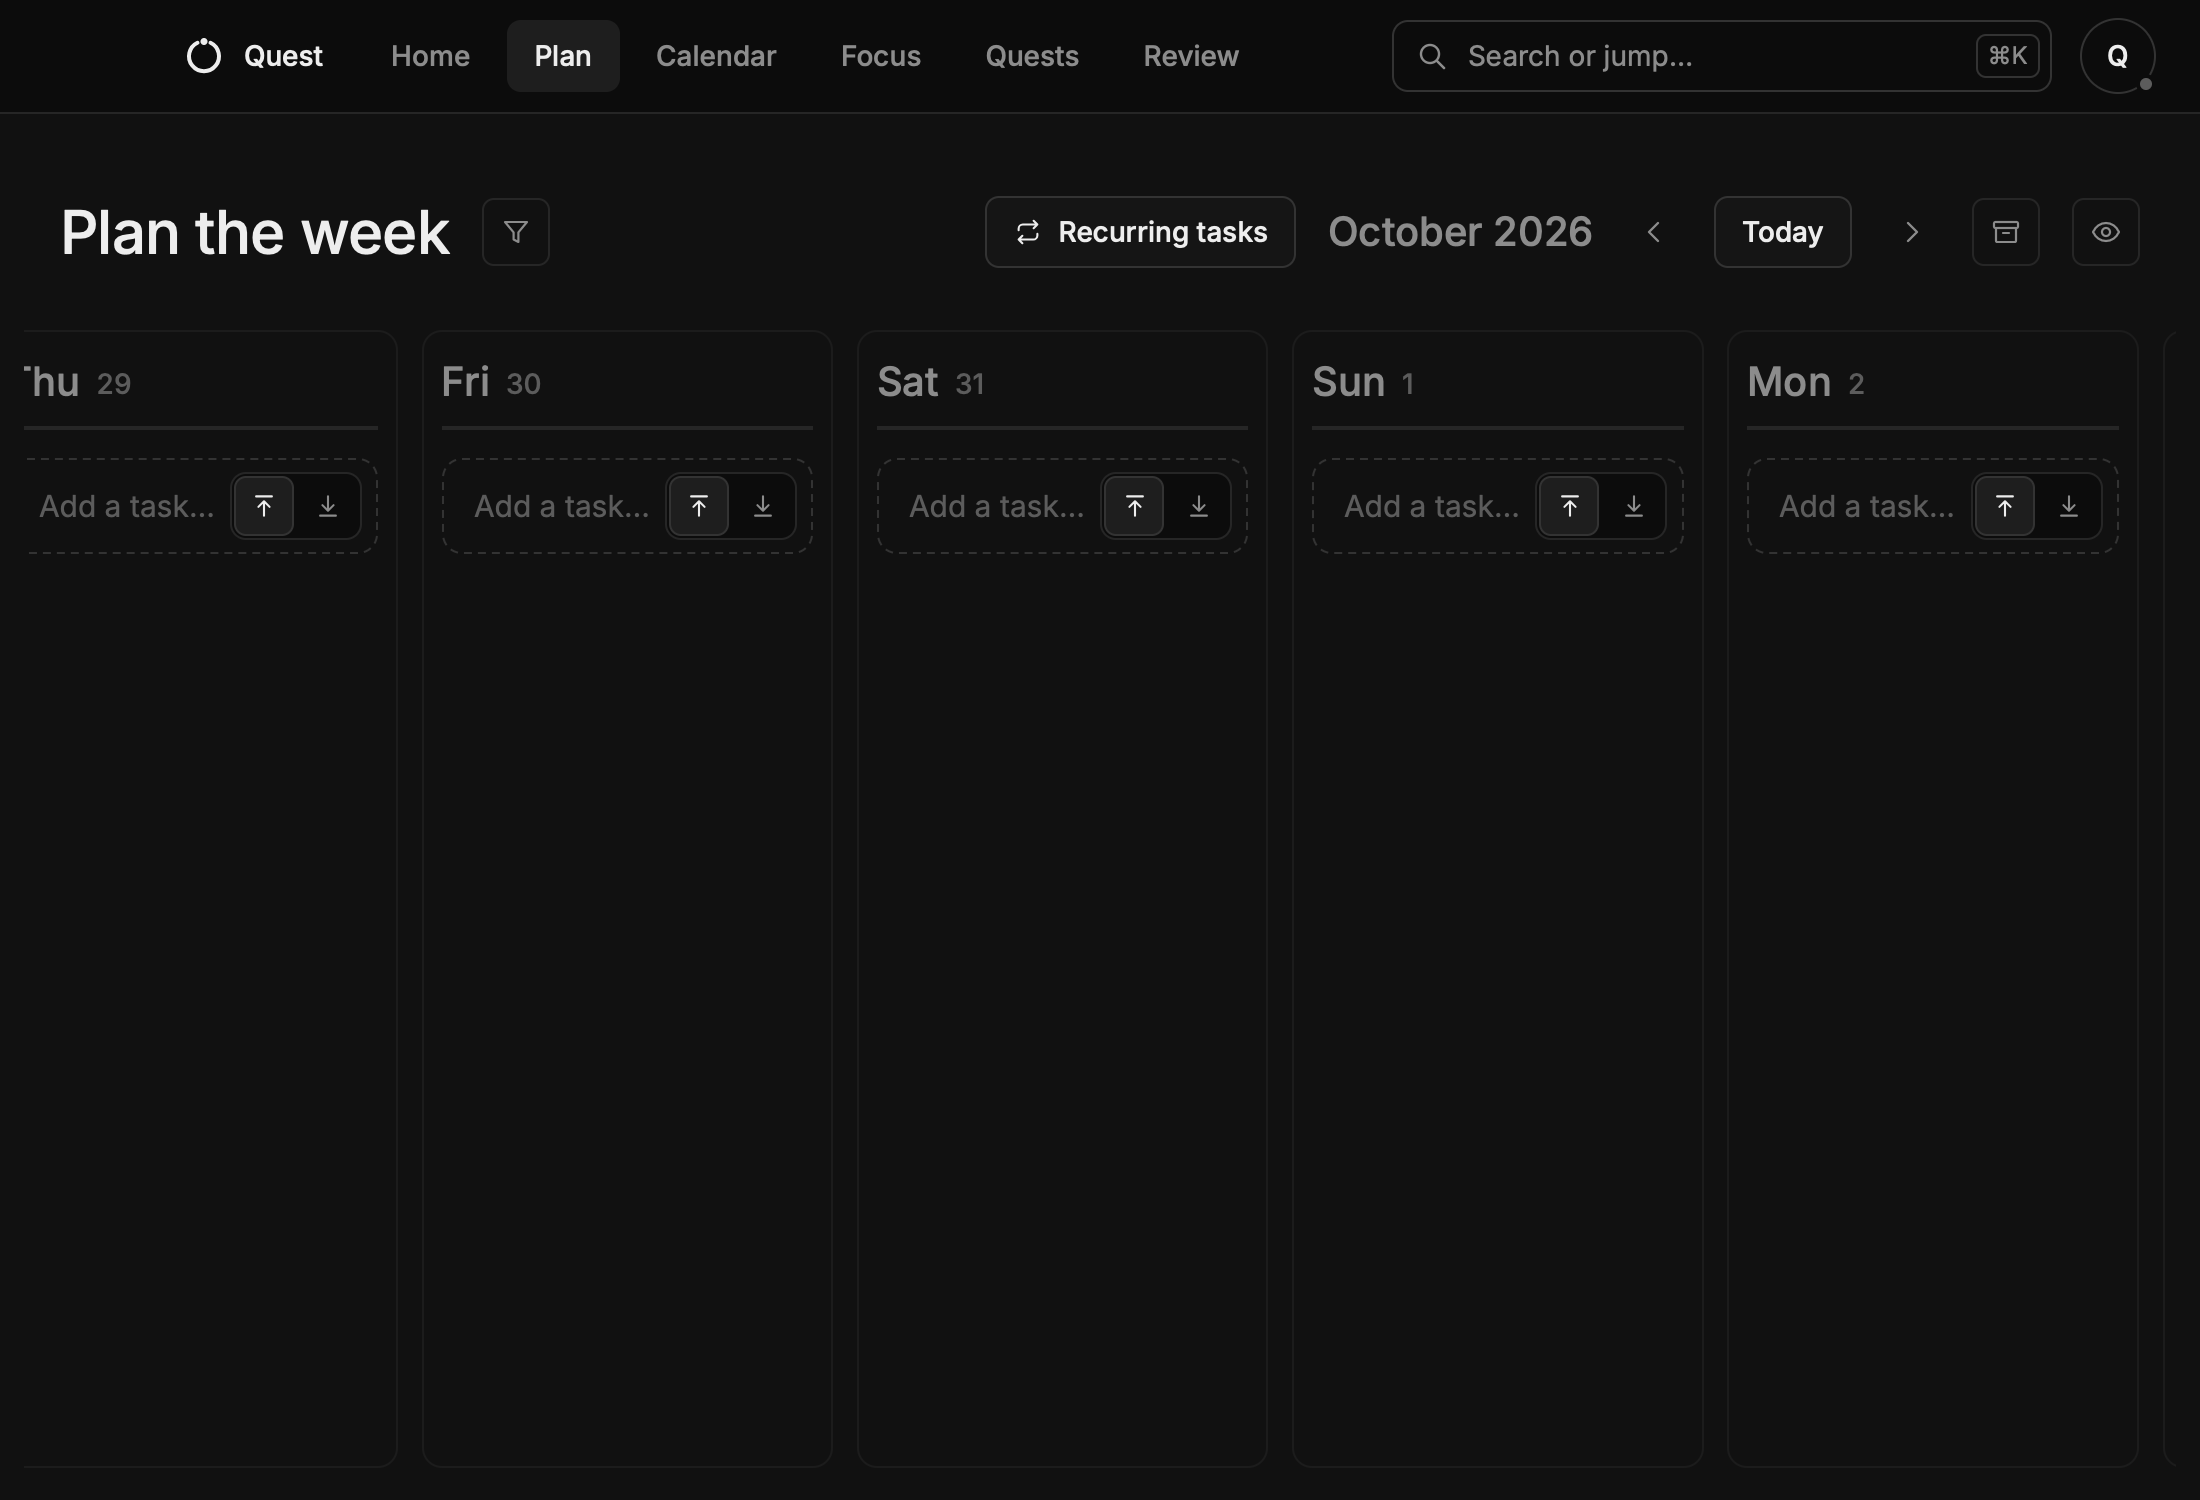 Quest Home Plan Calendar Focus Quests Review Search or jump... ⌘K Q
Plan the week Recurring tasks October 2026 Today
Thu 29 Fri 30 Sat 31 Sun 1 Mon 2
Add a task... Add a task... Add a task... Add a task... Add a task...